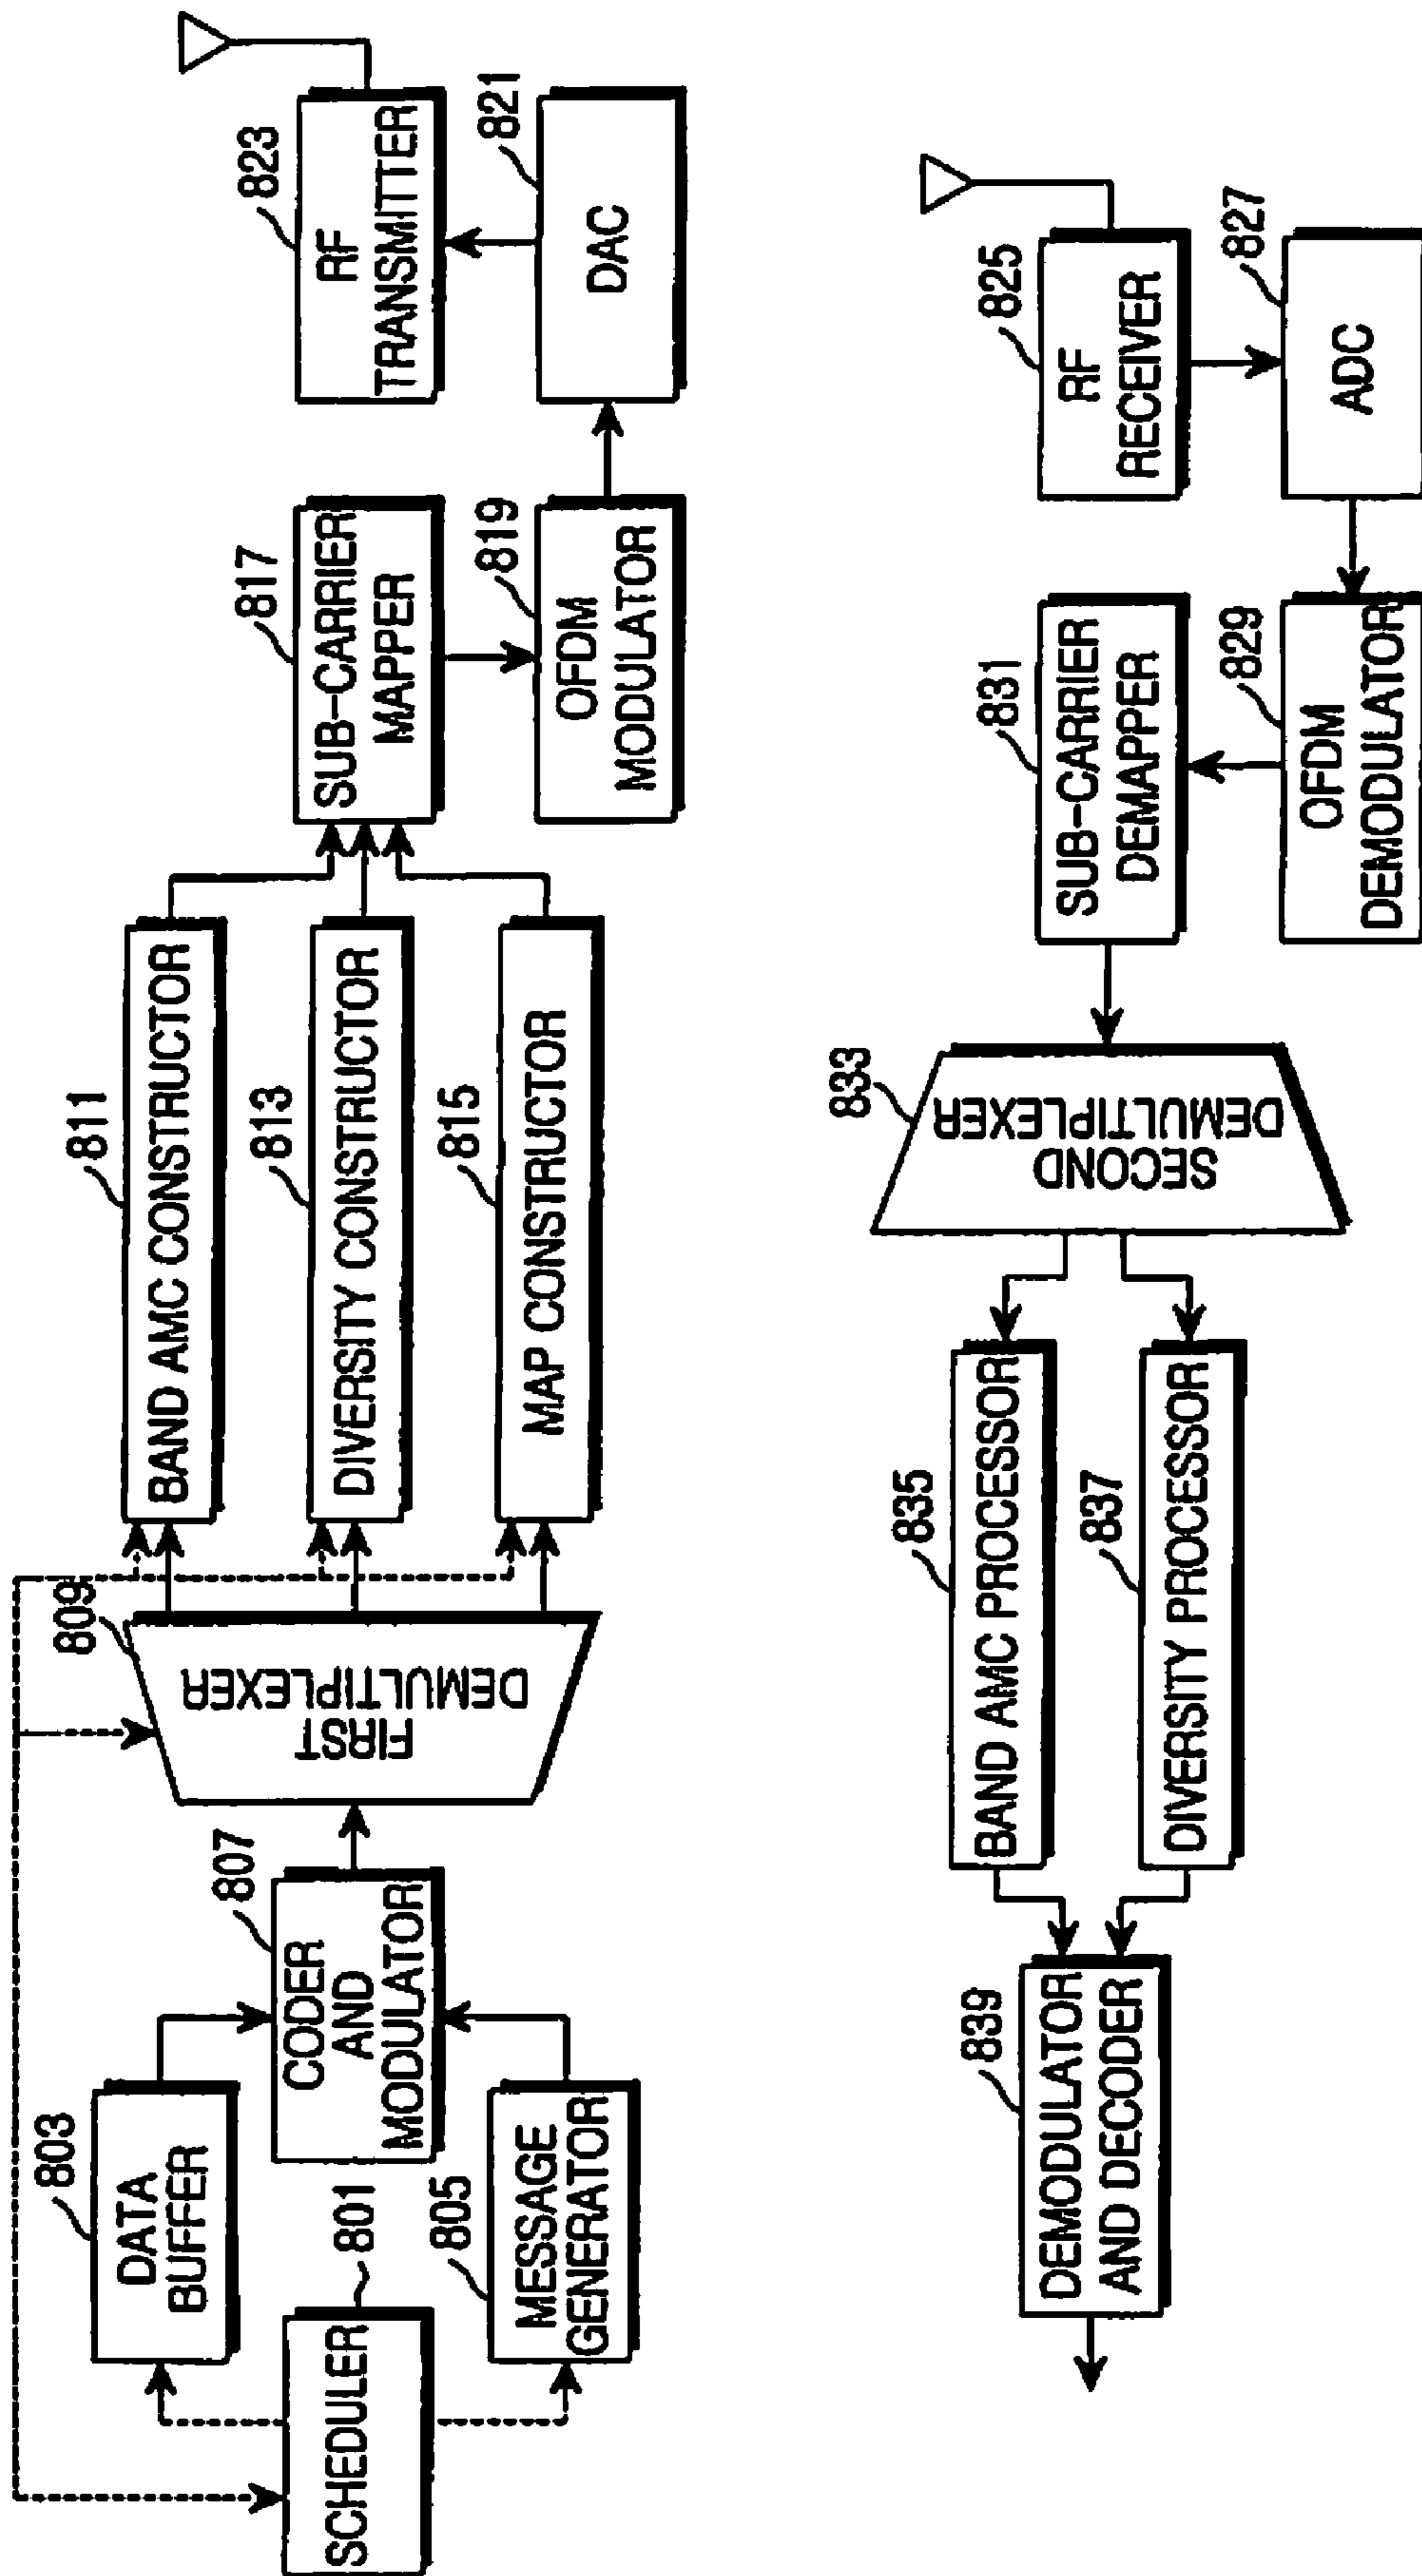 801
SCHEDULER
803
DATA
BUFFER
805
MESSAGE
GENERATOR
807
CODER
AND
MODULATOR
809
FIRST
DEMULTIPLEXER
811
BAND AMC CONSTRUCTOR
813
DIVERSITY CONSTRUCTOR
815
MAP CONSTRUCTOR
817
SUB-CARRIER
MAPPER
819
OFDM
MODULATOR
821
DAC
823
RF
TRANSMITTER
825
RF
RECEIVER
827
ADC
829
OFDM
DEMODULATOR
831
SUB-CARRIER
DEMAPPER
833
SECOND
DEMULTIPLEXER
835
BAND AMC PROCESSOR
837
DIVERSITY PROCESSOR
839
DEMODULATOR
AND DECODER